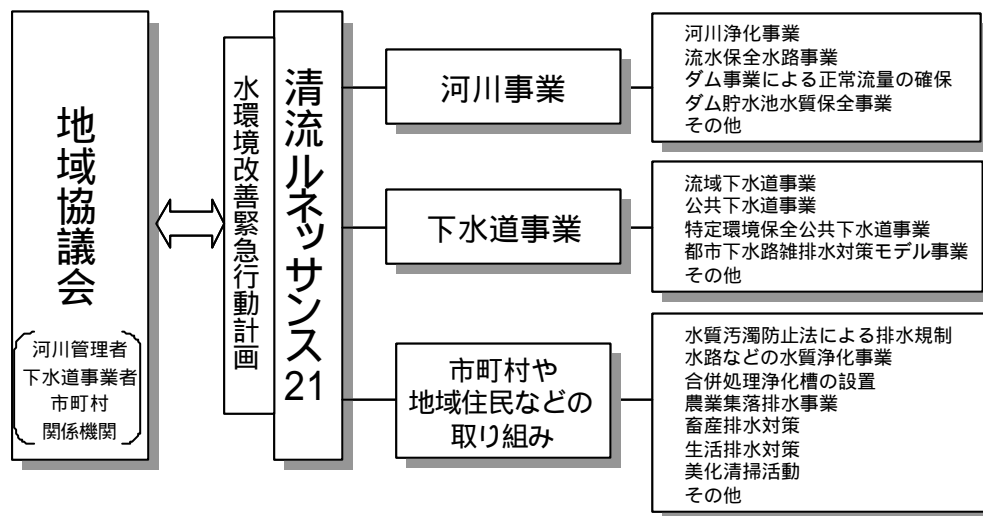 地域協議会
河川管理者
下水道事業者
市町村
関係機関
水環境改善緊急行動計画
清流ルネッサンス21
河川事業
河川浄化事業
流水保全水路事業
ダム事業による正常流量の確保
ダム貯水池水質保全事業
その他
下水道事業
流域下水道事業
公共下水道事業
特定環境保全公共下水道事業
都市下水路雑排水対策モデル事業
その他
市町村や
地域住民などの
取り組み
水質汚濁防止法による排水規制
水路などの水質浄化事業
合併処理浄化槽の設置
農業集落排水事業
畜産排水対策
生活排水対策
美化清掃活動
その他